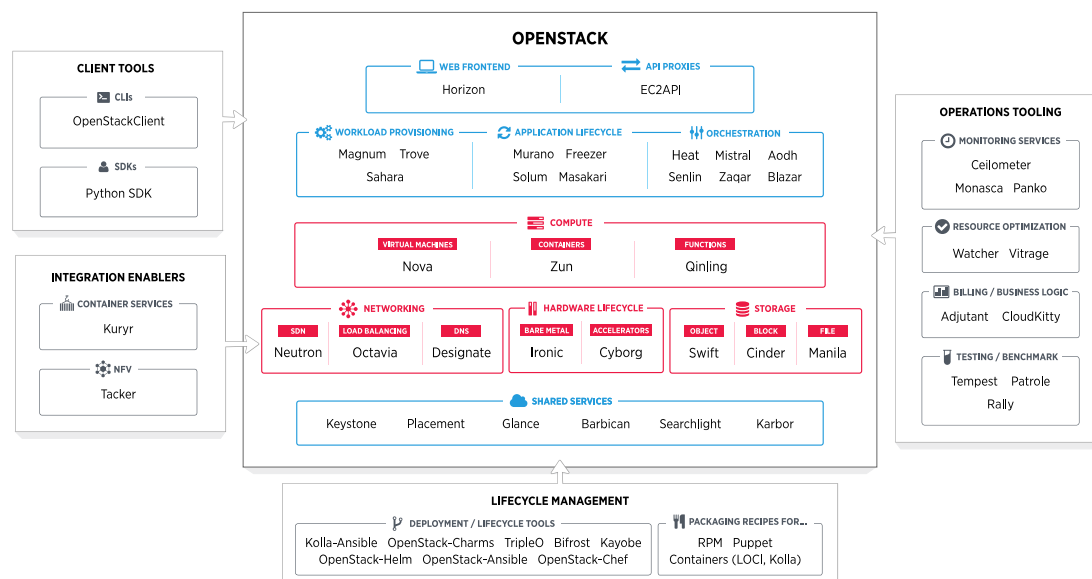 OPENSTACK
WEB FRONTEND
Horizon
API PROXIES
EC2API
WORKLOAD PROVISIONING
Magnum Trove
Sahara
APPLICATION LIFECYCLE
Murano Freezer
Solum Masakari
ORCHESTRATION
Heat Mistral Aodh
Senlin Zaqar Blazar
COMPUTE
VIRTUAL MACHINES
Nova
CONTAINERS
Zun
FUNCTIONS
Qinling
NETWORKING
SDN
Neutron
LOAD BALANCING
Octavia
DNS
Designate
HARDWARE LIFECYCLE
BARE METAL
Ironic
ACCELERATORS
Cyborg
STORAGE
OBJECT
Swift
BLOCK
Cinder
FILE
Manila
SHARED SERVICES
Keystone Placement Glance Barbican Searchlight Karbor
CLIENT TOOLS
CLIs
OpenStackClient
SDKs
Python SDK
INTEGRATION ENABLERS
CONTAINER SERVICES
Kuryr
NFV
Tacker
OPERATIONS TOOLING
MONITORING SERVICES
Ceilometer
Monasca Panko
RESOURCE OPTIMIZATION
Watcher Vitrage
BILLING / BUSINESS LOGIC
Adjutant CloudKitty
TESTING / BENCHMARK
Tempest Patrole
Rally
LIFECYCLE MANAGEMENT
DEPLOYMENT / LIFECYCLE TOOLS
Kolla-Ansible OpenStack-Charms TripleO Bifrost Kayobe
OpenStack-Helm OpenStack-Ansible OpenStack-Chef
PACKAGING RECIPES FOR...
RPM Puppet
Containers (LOCI, Kolla)